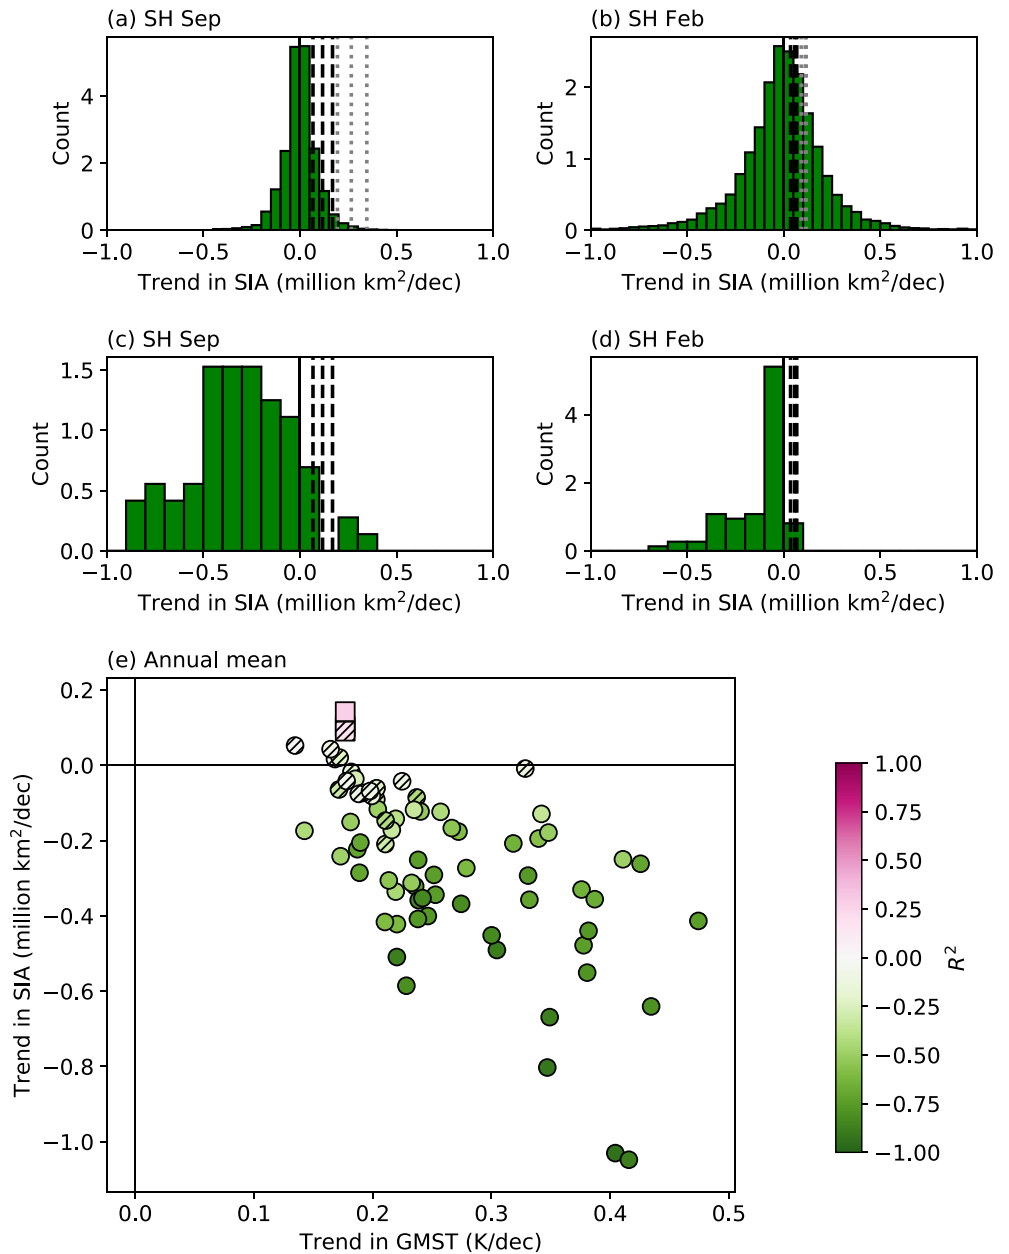 (a) SH Sep
(b) SH Feb
Count
4
2
0
−1.0 −0.5 0.0 0.5 1.0
Trend in SIA (million km²/dec)
Count
2
1
0
−1.0 −0.5 0.0 0.5 1.0
Trend in SIA (million km²/dec)
(c) SH Sep
(d) SH Feb
Count
1.5
1.0
0.5
0.0
−1.0 −0.5 0.0 0.5 1.0
Trend in SIA (million km²/dec)
Count
4
2
0
−1.0 −0.5 0.0 0.5 1.0
Trend in SIA (million km²/dec)
(e) Annual mean
Trend in SIA (million km²/dec)
0.2
0.0
−0.2
−0.4
−0.6
−0.8
−1.0
0.0 0.1 0.2 0.3 0.4 0.5
Trend in GMST (K/dec)
1.00
0.75
0.50
0.25
0.00
−0.25
−0.50
−0.75
−1.00
R²